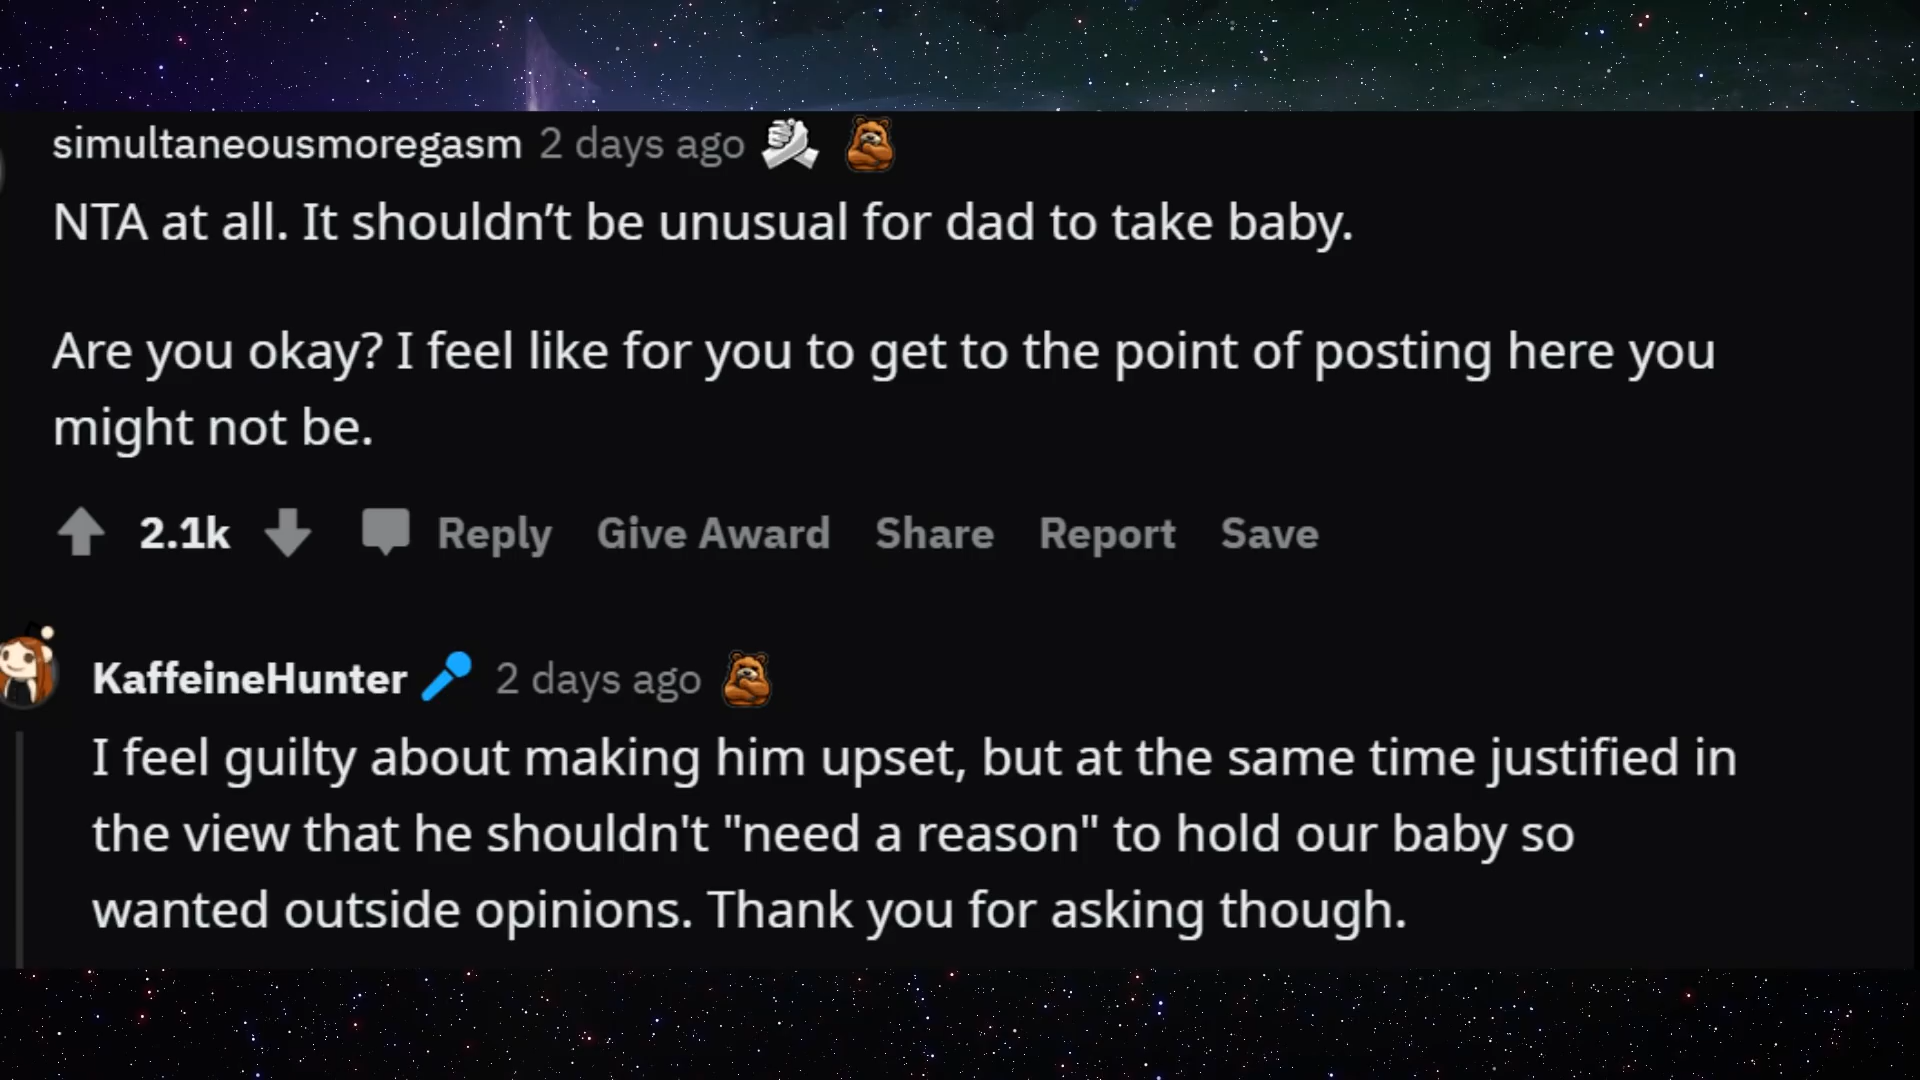 simultaneousmoregasm 2 days ago
NTA at all. It shouldn’t be unusual for dad to take baby.
Are you okay? I feel like for you to get to the point of posting here you
might not be.
2.1k Reply Give Award Share Report Save
KaffeineHunter 2 days ago
I feel guilty about making him upset, but at the same time justified in
the view that he shouldn't "need a reason" to hold our baby so
wanted outside opinions. Thank you for asking though.